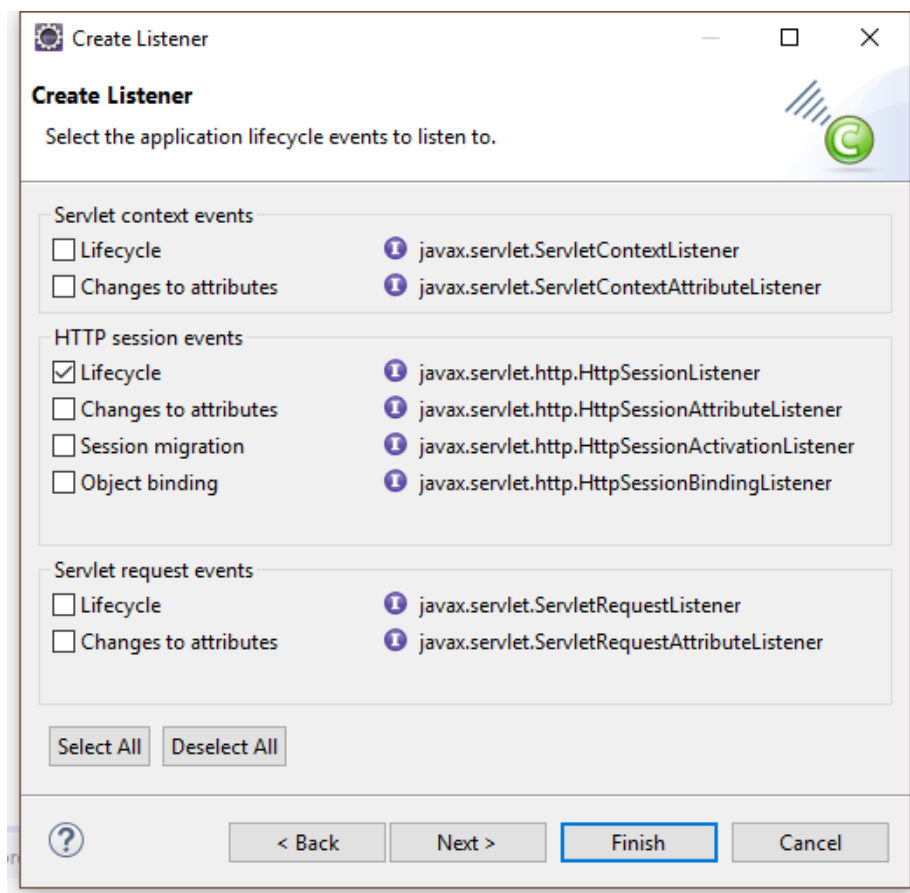 Create Listener
Create Listener
Select the application lifecycle events to listen to.
Servlet context events
Lifecycle javax.servlet.ServletContextListener
Changes to attributes javax.servlet.ServletContextAttributeListener
HTTP session events
Lifecycle javax.servlet.http.HttpSessionListener
Changes to attributes javax.servlet.http.HttpSessionAttributeListener
Session migration javax.servlet.http.HttpSessionActivationListener
Object binding javax.servlet.http.HttpSessionBindingListener
Servlet request events
Lifecycle javax.servlet.ServletRequestListener
Changes to attributes javax.servlet.ServletRequestAttributeListener
Select All Deselect All
< Back Next > Finish Cancel